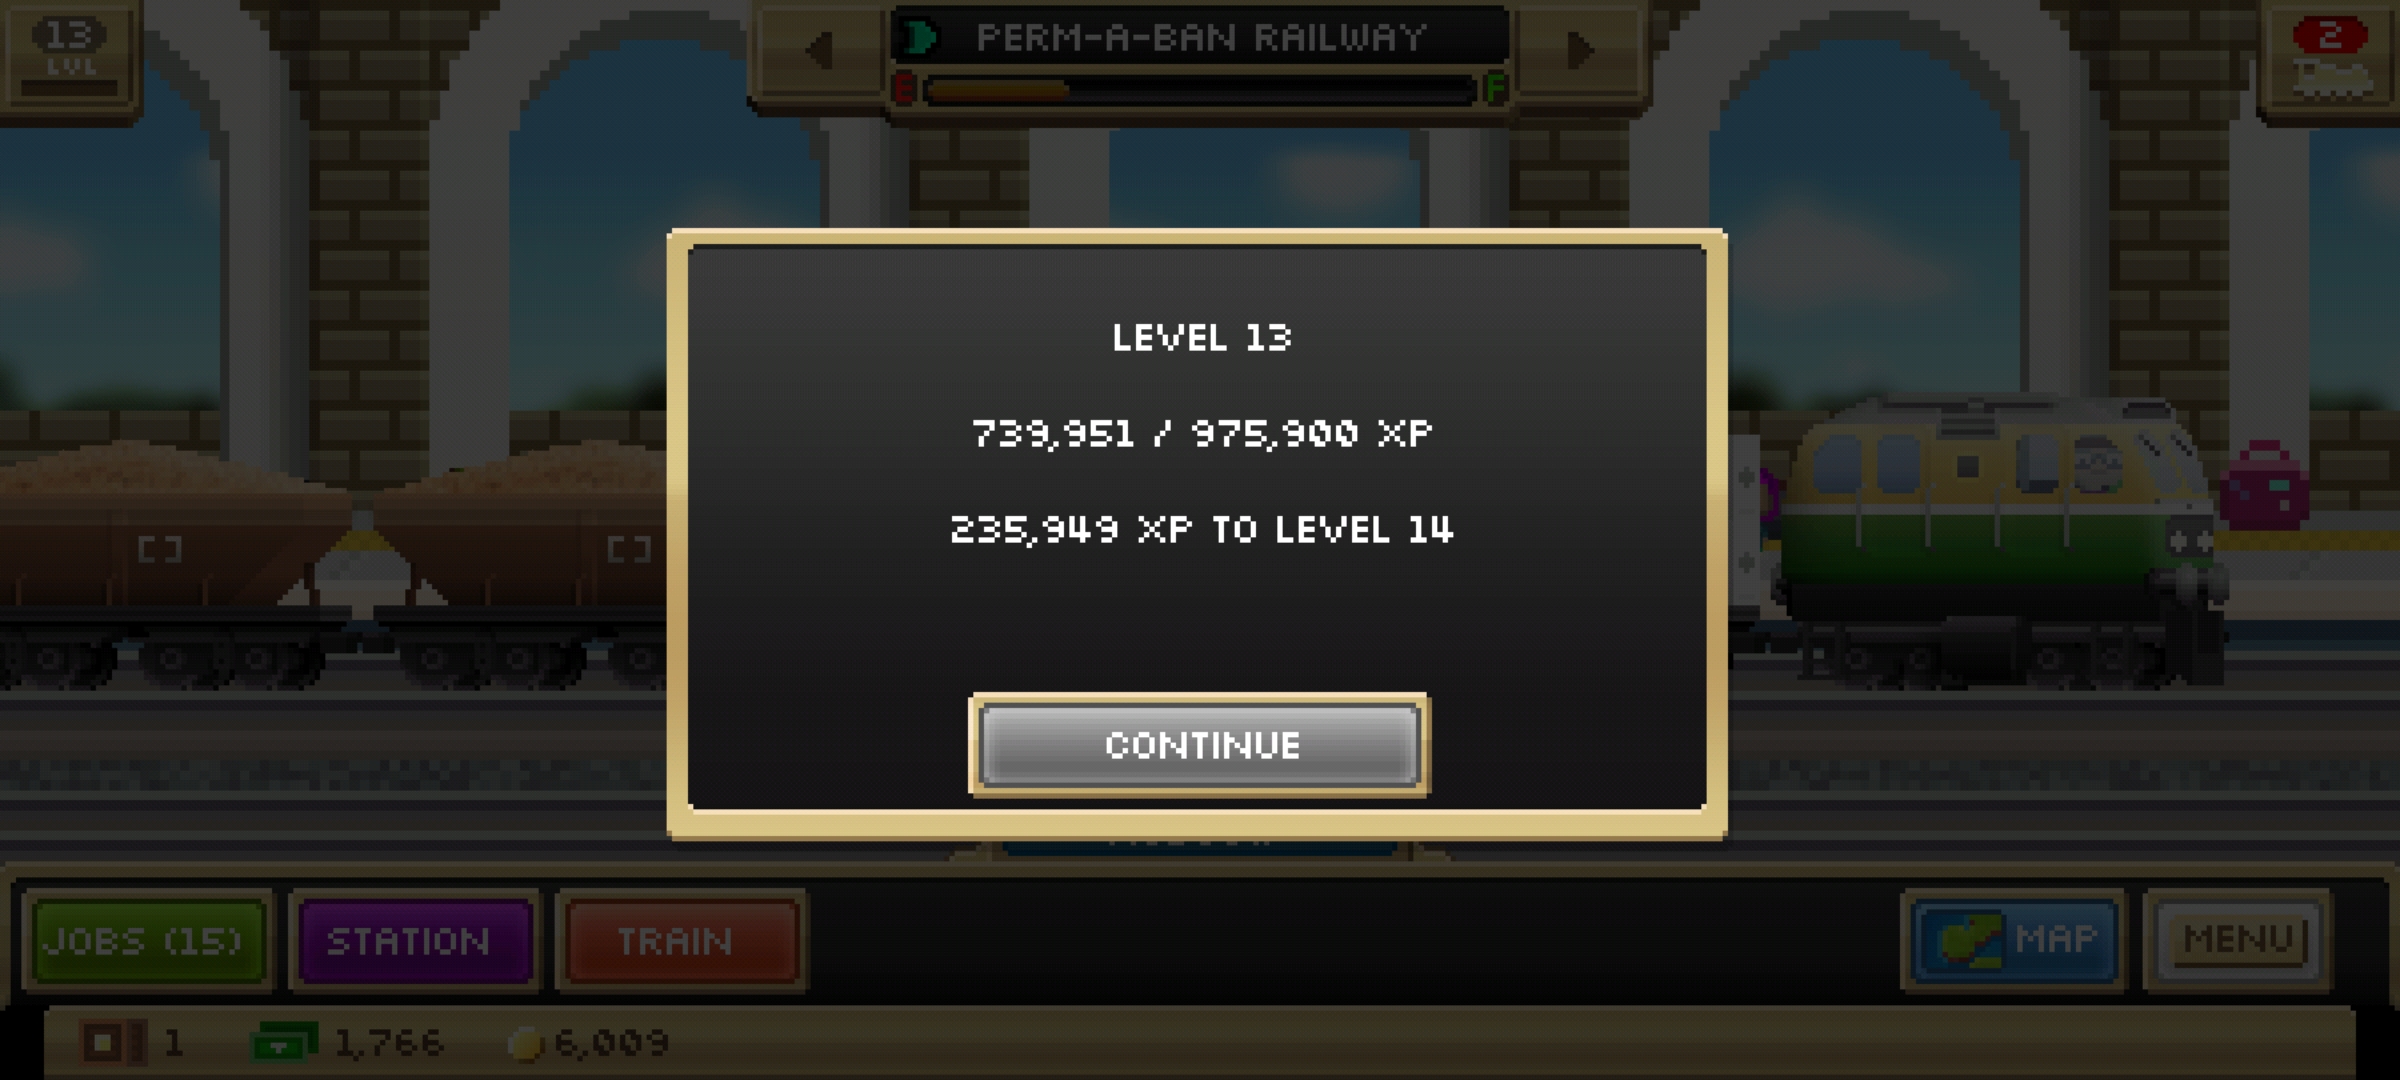 13
LVL
PERM-A-BAN RAILWAY
E F
2
LEVEL 13
739,951 / 975,900 XP
235,949 XP TO LEVEL 14
CONTINUE
JOBS (15)
STATION
TRAIN
MAP
MENU
1
1,766
6,009